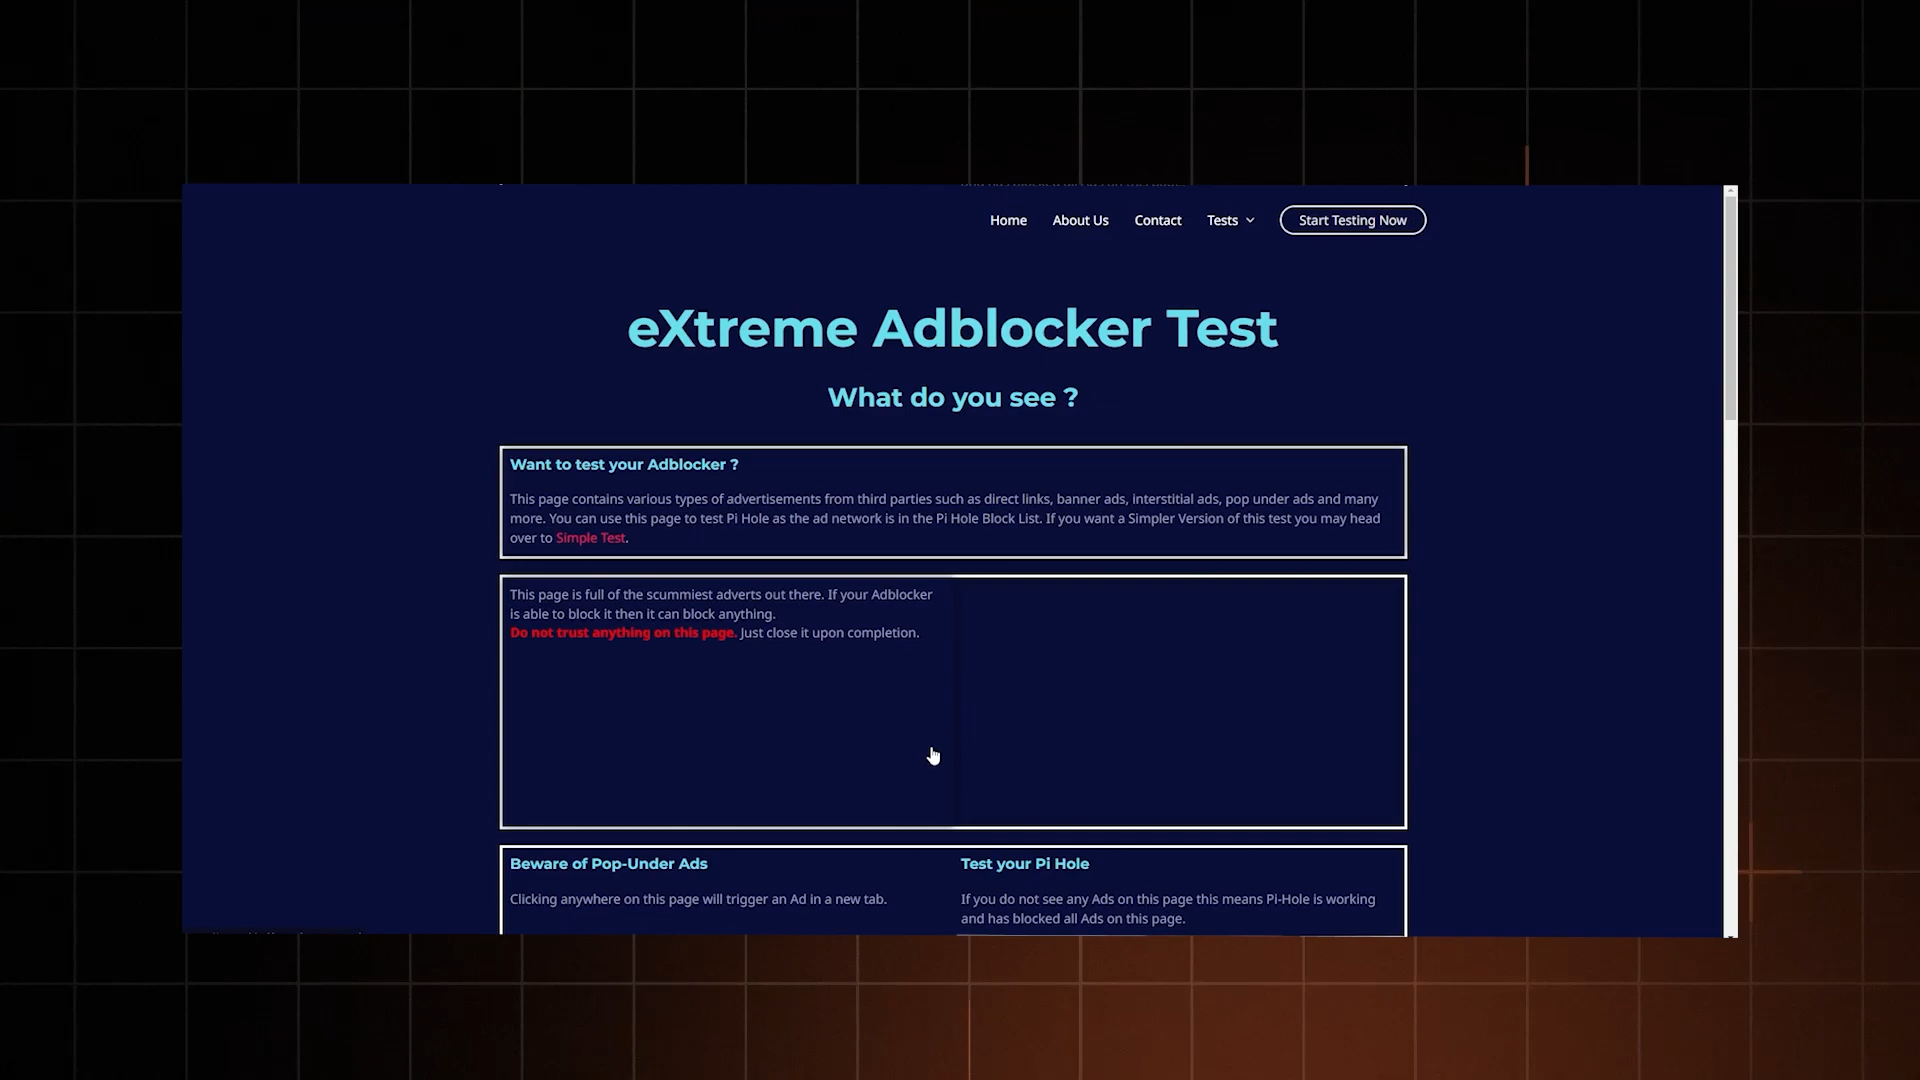 Home About Us Contact Tests Start Testing Now
eXtreme Adblocker Test
What do you see ?
Want to test your Adblocker ?
This page contains various types of advertisements from third parties such as direct links, banner ads, interstitial ads, pop under ads and many
more. You can use this page to test Pi Hole as the ad network is in the Pi Hole Block List. If you want a Simpler Version of this test you may head
over to Simple Test.
This page is full of the scummiest adverts out there. If your Adblocker
is able to block it then it can block anything.
Do not trust anything on this page. Just close it upon completion.
Beware of Pop-Under Ads
Clicking anywhere on this page will trigger an Ad in a new tab.
Test your Pi Hole
If you do not see any Ads on this page this means Pi-Hole is working
and has blocked all Ads on this page.